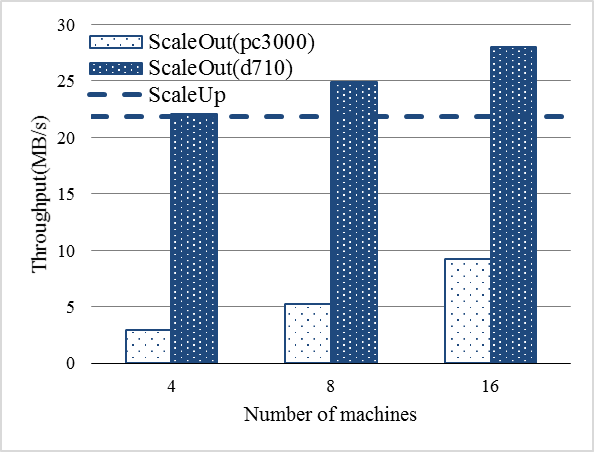 30
ScaleOut(pc3000)
25
ScaleOut(d710)
ScaleUp
20
15
10
5
0
Throughput(MB/s)
4
8
16
Number of machines